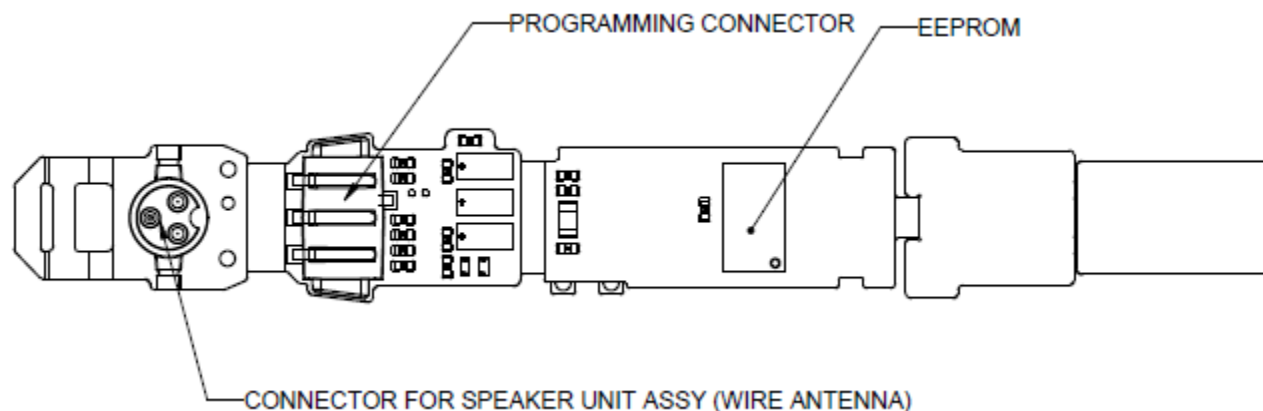 PROGRAMMING CONNECTOR
EEPROM
CONNECTOR FOR SPEAKER UNIT ASSY (WIRE ANTENNA)